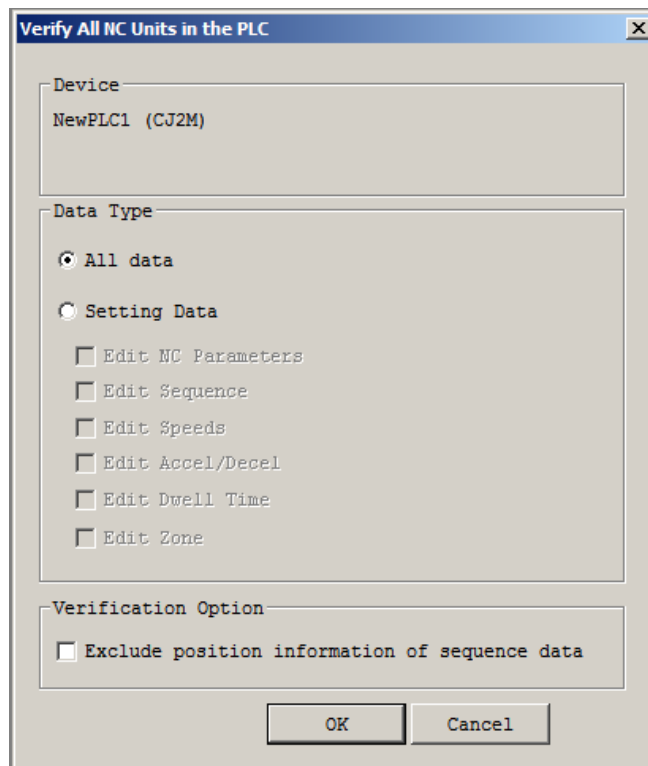 Verify All NC Units in the PLC
Device
NewPLC1 (CJ2M)
Data Type
All data
Setting Data
Edit NC Parameters
Edit Sequence
Edit Speeds
Edit Accel/Decel
Edit Dwell Time
Edit Zone
Verification Option
Exclude position information of sequence data
OK Cancel